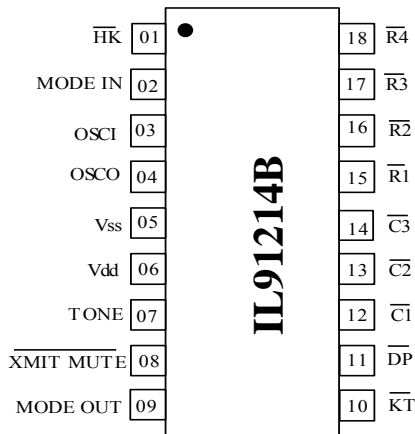 HK 01
MODE IN 02
OSCI 03
OSCO 04
Vss 05
Vdd 06
TONE 07
XMIT MUTE 08
MODE OUT 09
IL91214B
18 R4
17 R3
16 R2
15 R1
14 C3
13 C2
12 C1
11 DP
10 KT